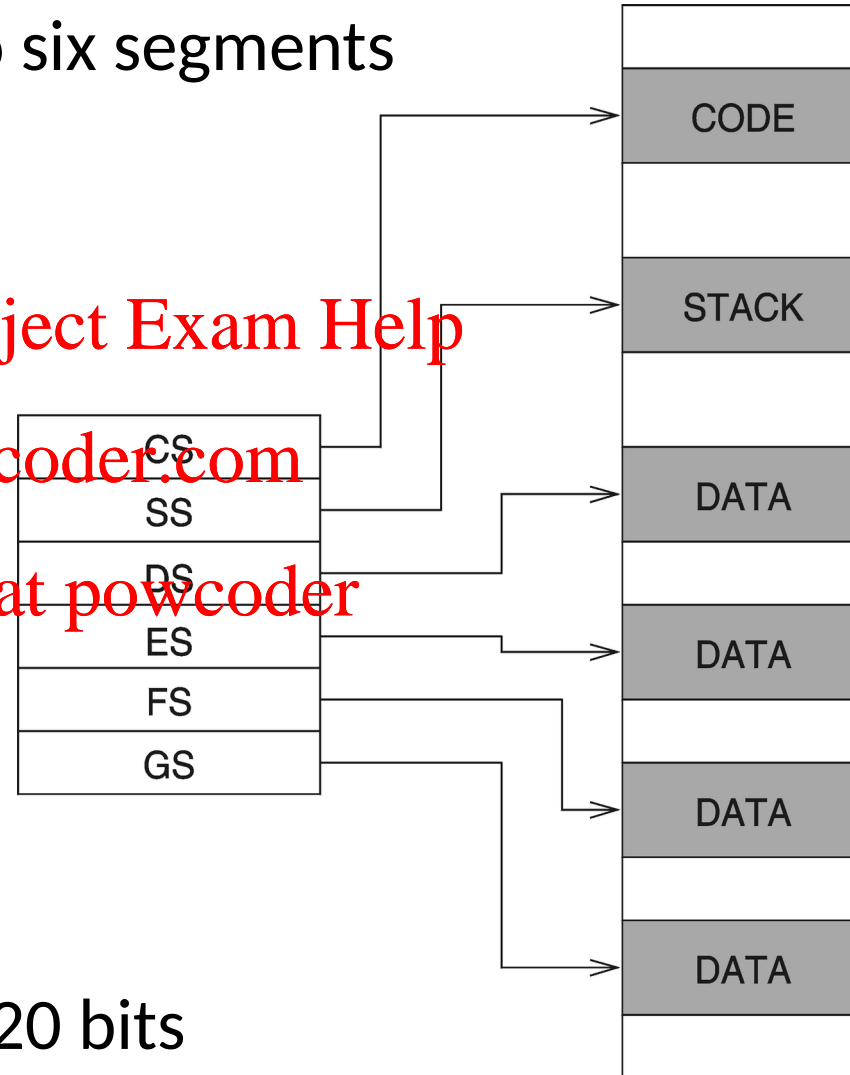 six segments
CODE
STACK
ject Exam Help
CS
coder.com
DATA
SS
DS
at powcoder
ES
DATA
FS
GS
DATA
DATA
20 bits